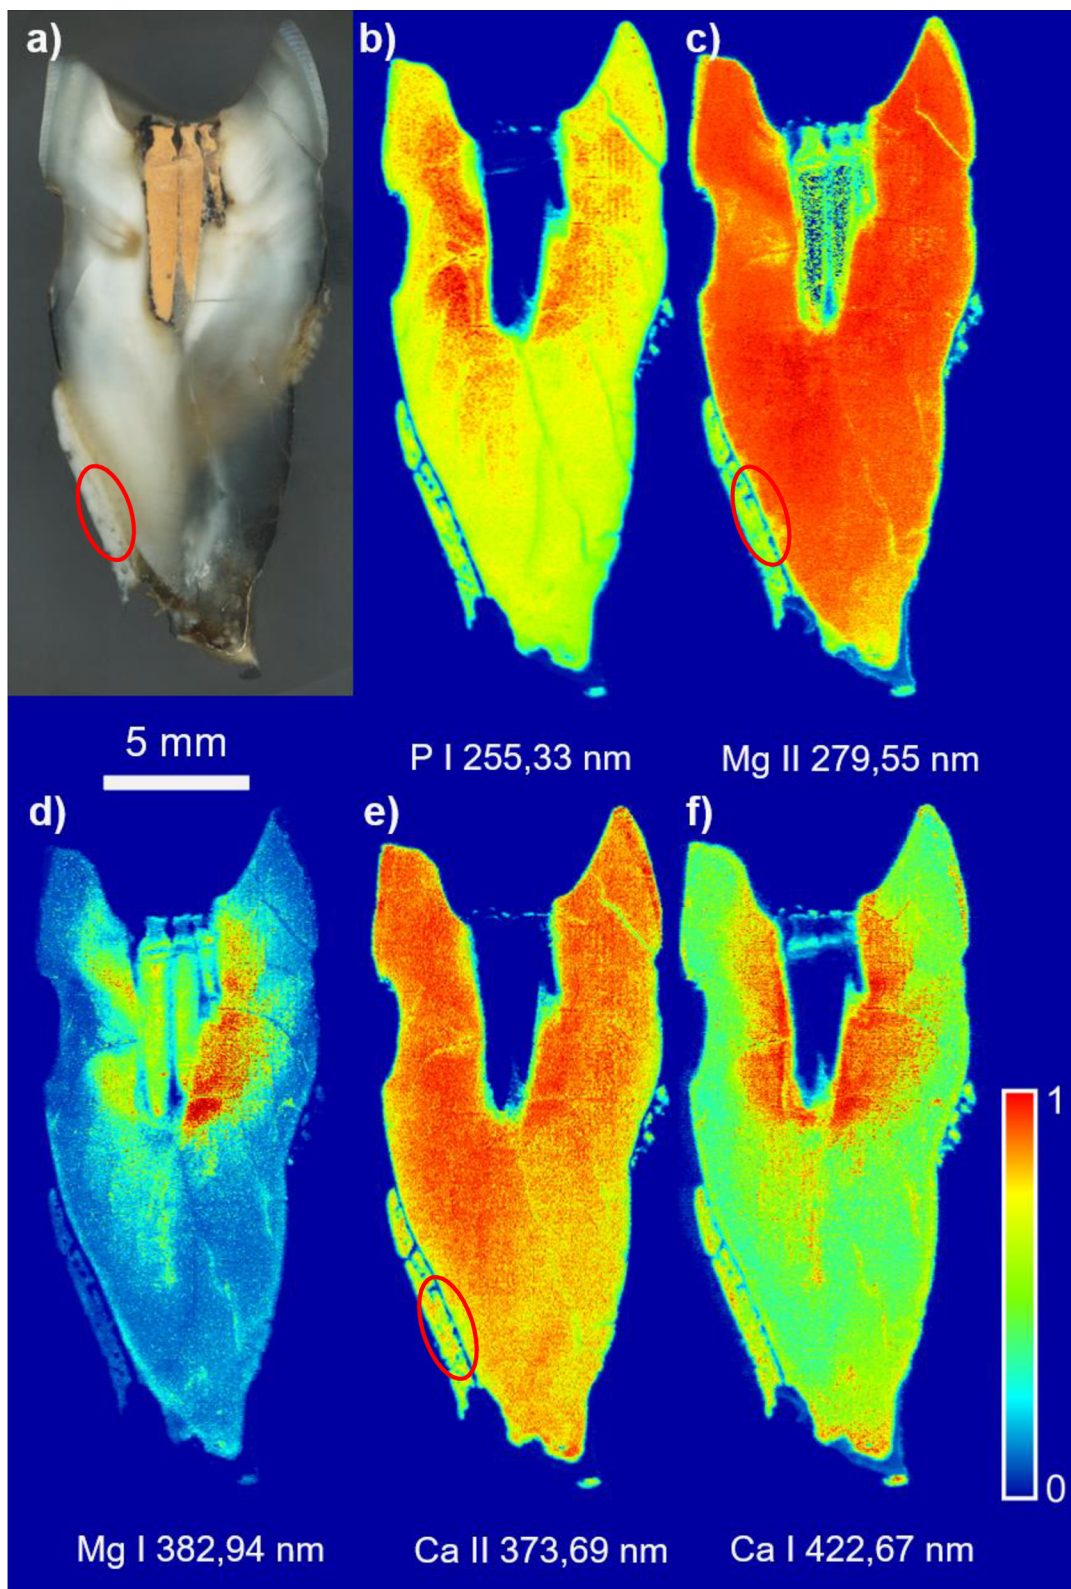 a)
b)
c)
5 mm
P I 255,33 nm
Mg II 279,55 nm
d)
e)
f)
1
0
Mg I 382,94 nm
Ca II 373,69 nm
Ca I 422,67 nm